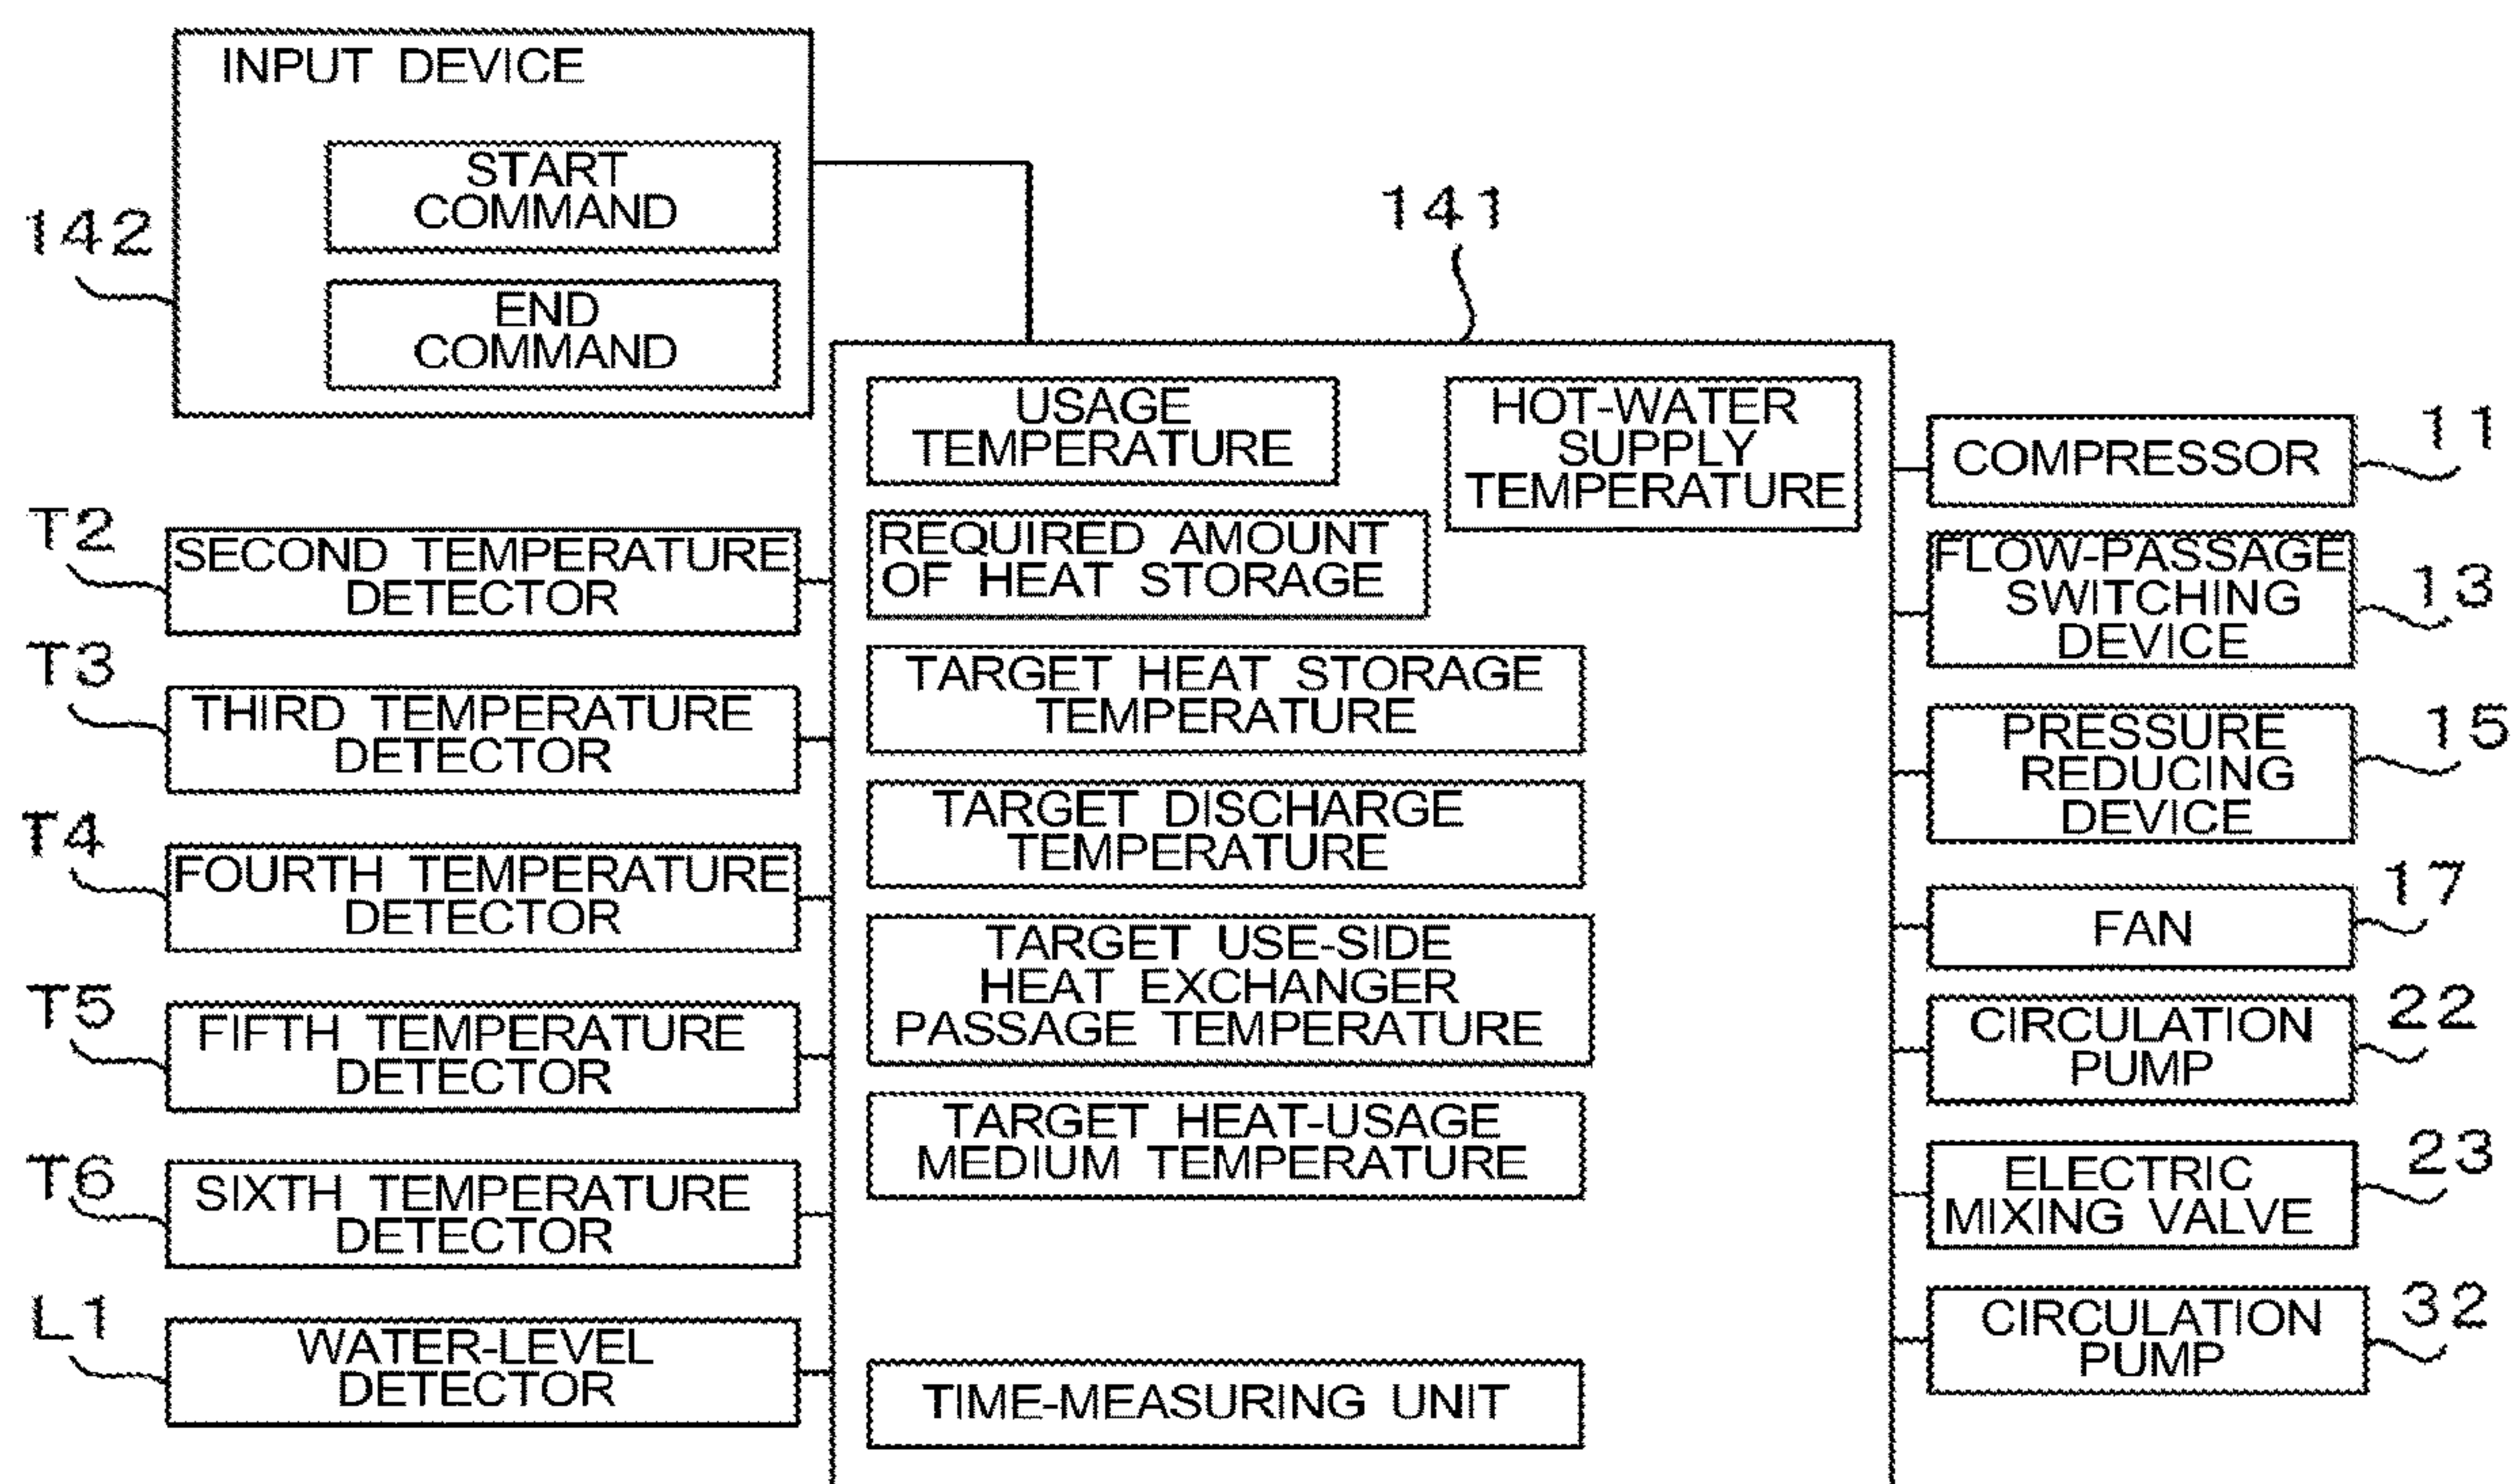 INPUT DEVICE
START
COMMAND
END
COMMAND
142
141
USAGE
TEMPERATURE
HOT-WATER
SUPPLY
TEMPERATURE
REQUIRED AMOUNT
OF HEAT STORAGE
TARGET HEAT STORAGE
TEMPERATURE
TARGET DISCHARGE
TEMPERATURE
TARGET USE-SIDE
HEAT EXCHANGER
PASSAGE TEMPERATURE
TARGET HEAT-USAGE
MEDIUM TEMPERATURE
TIME-MEASURING UNIT
T2
SECOND TEMPERATURE
DETECTOR
T3
THIRD TEMPERATURE
DETECTOR
T4
FOURTH TEMPERATURE
DETECTOR
T5
FIFTH TEMPERATURE
DETECTOR
T6
SIXTH TEMPERATURE
DETECTOR
L1
WATER-LEVEL
DETECTOR
COMPRESSOR
11
FLOW-PASSAGE
SWITCHING
DEVICE
13
PRESSURE
REDUCING
DEVICE
15
FAN
17
CIRCULATION
PUMP
22
ELECTRIC
MIXING VALVE
23
CIRCULATION
PUMP
32